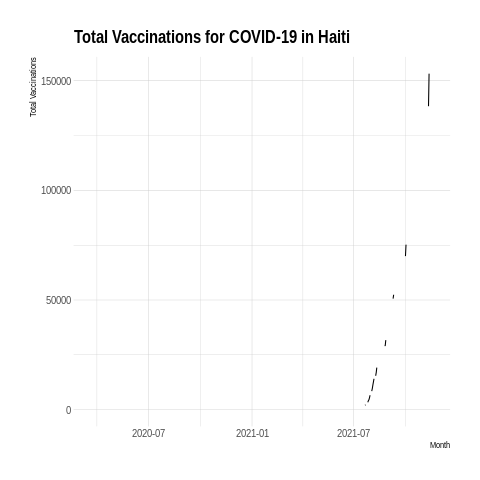 Total Vaccinations for COVID-19 in Haiti
Total Vaccinations
150000
100000
50000
0
2020-07 2021-01 2021-07
Month